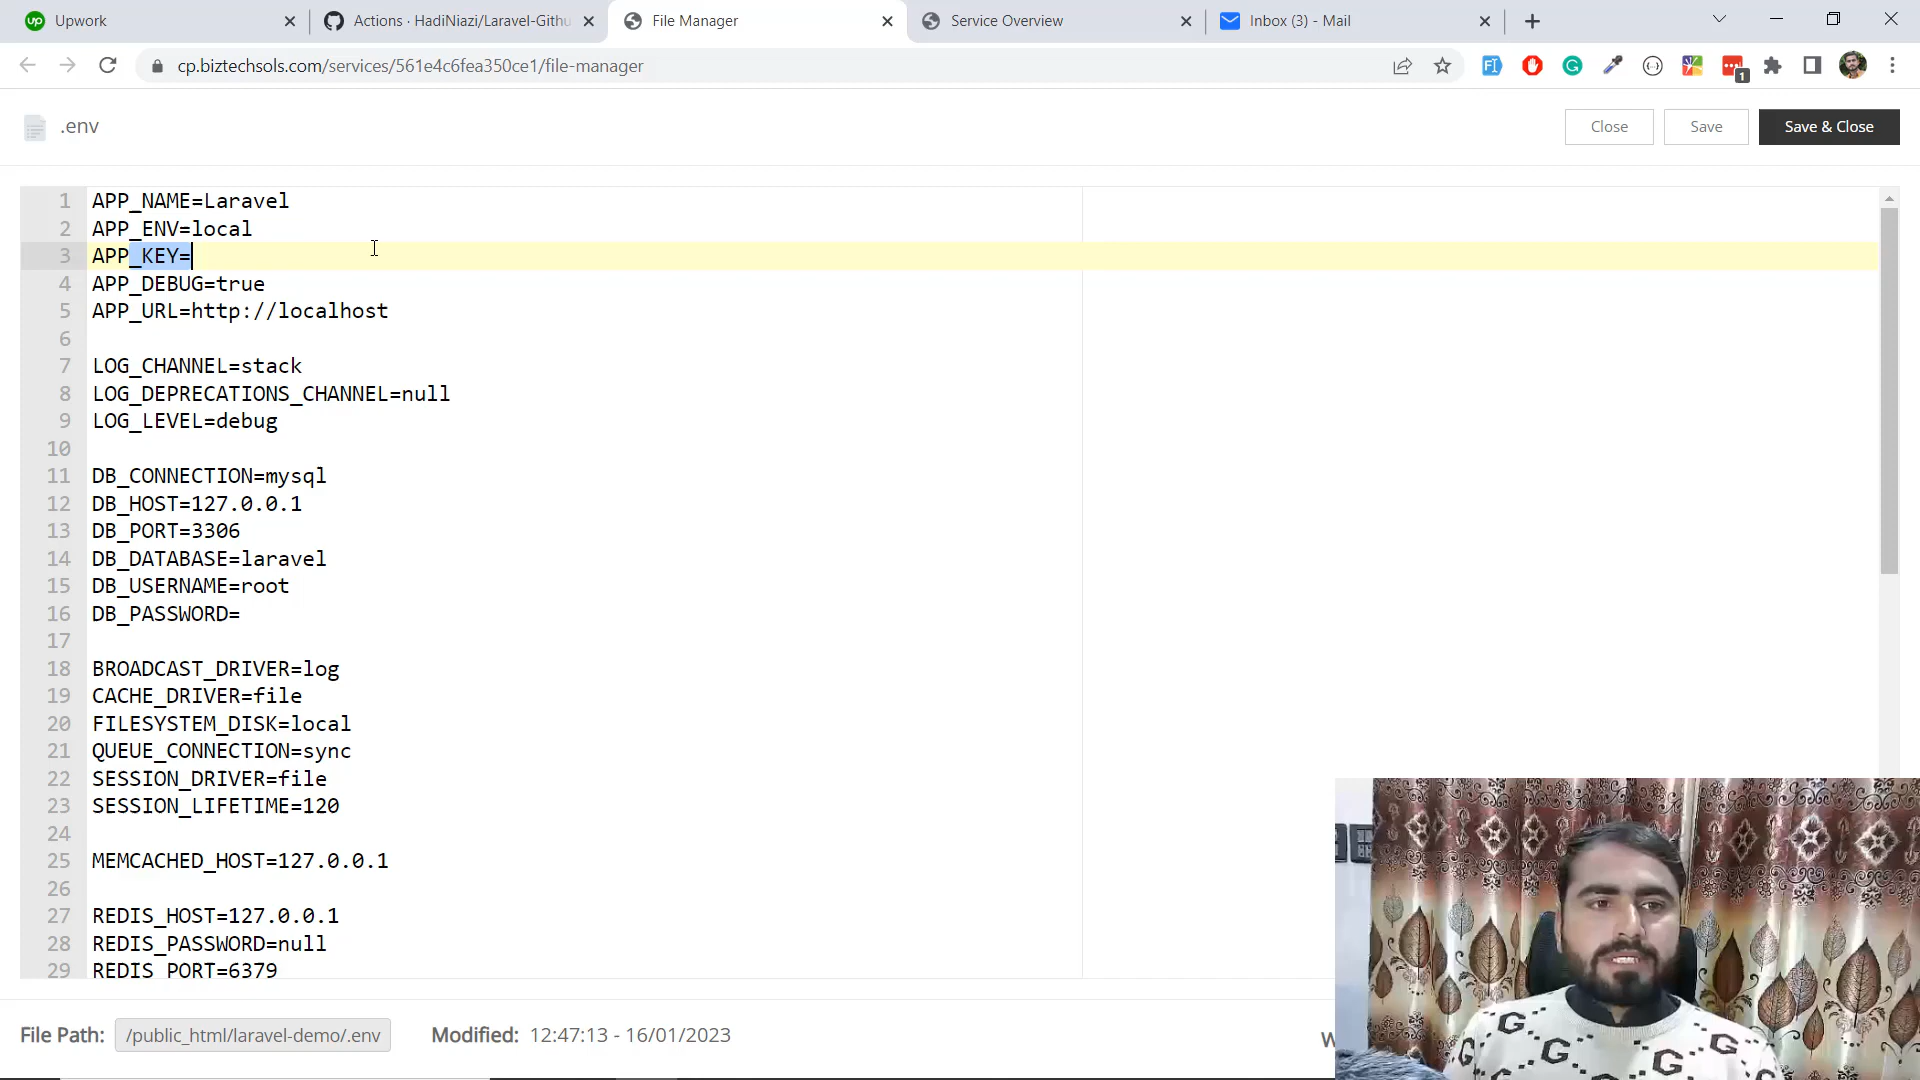 Upwork
Actions · HadiNiazi/Laravel-Githu
File Manager
Service Overview
Inbox (3) - Mail
cp.biztechsols.com/services/561e4c6fea350ce1/file-manager
1
.env
Close
Save
Save & Close
1 APP_NAME=Laravel
2 APP_ENV=local
3 APP_KEY=
4 APP_DEBUG=true
5 APP_URL=http://localhost
6
7 LOG_CHANNEL=stack
8 LOG_DEPRECATIONS_CHANNEL=null
9 LOG_LEVEL=debug
10
11 DB_CONNECTION=mysql
12 DB_HOST=127.0.0.1
13 DB_PORT=3306
14 DB_DATABASE=laravel
15 DB_USERNAME=root
16 DB_PASSWORD=
17
18 BROADCAST_DRIVER=log
19 CACHE_DRIVER=file
20 FILESYSTEM_DISK=local
21 QUEUE_CONNECTION=sync
22 SESSION_DRIVER=file
23 SESSION_LIFETIME=120
24
25 MEMCACHED_HOST=127.0.0.1
26
27 REDIS_HOST=127.0.0.1
28 REDIS_PASSWORD=null
29 REDIS_PORT=6379
File Path: /public_html/laravel-demo/.env Modified: 12:47:13 - 16/01/2023